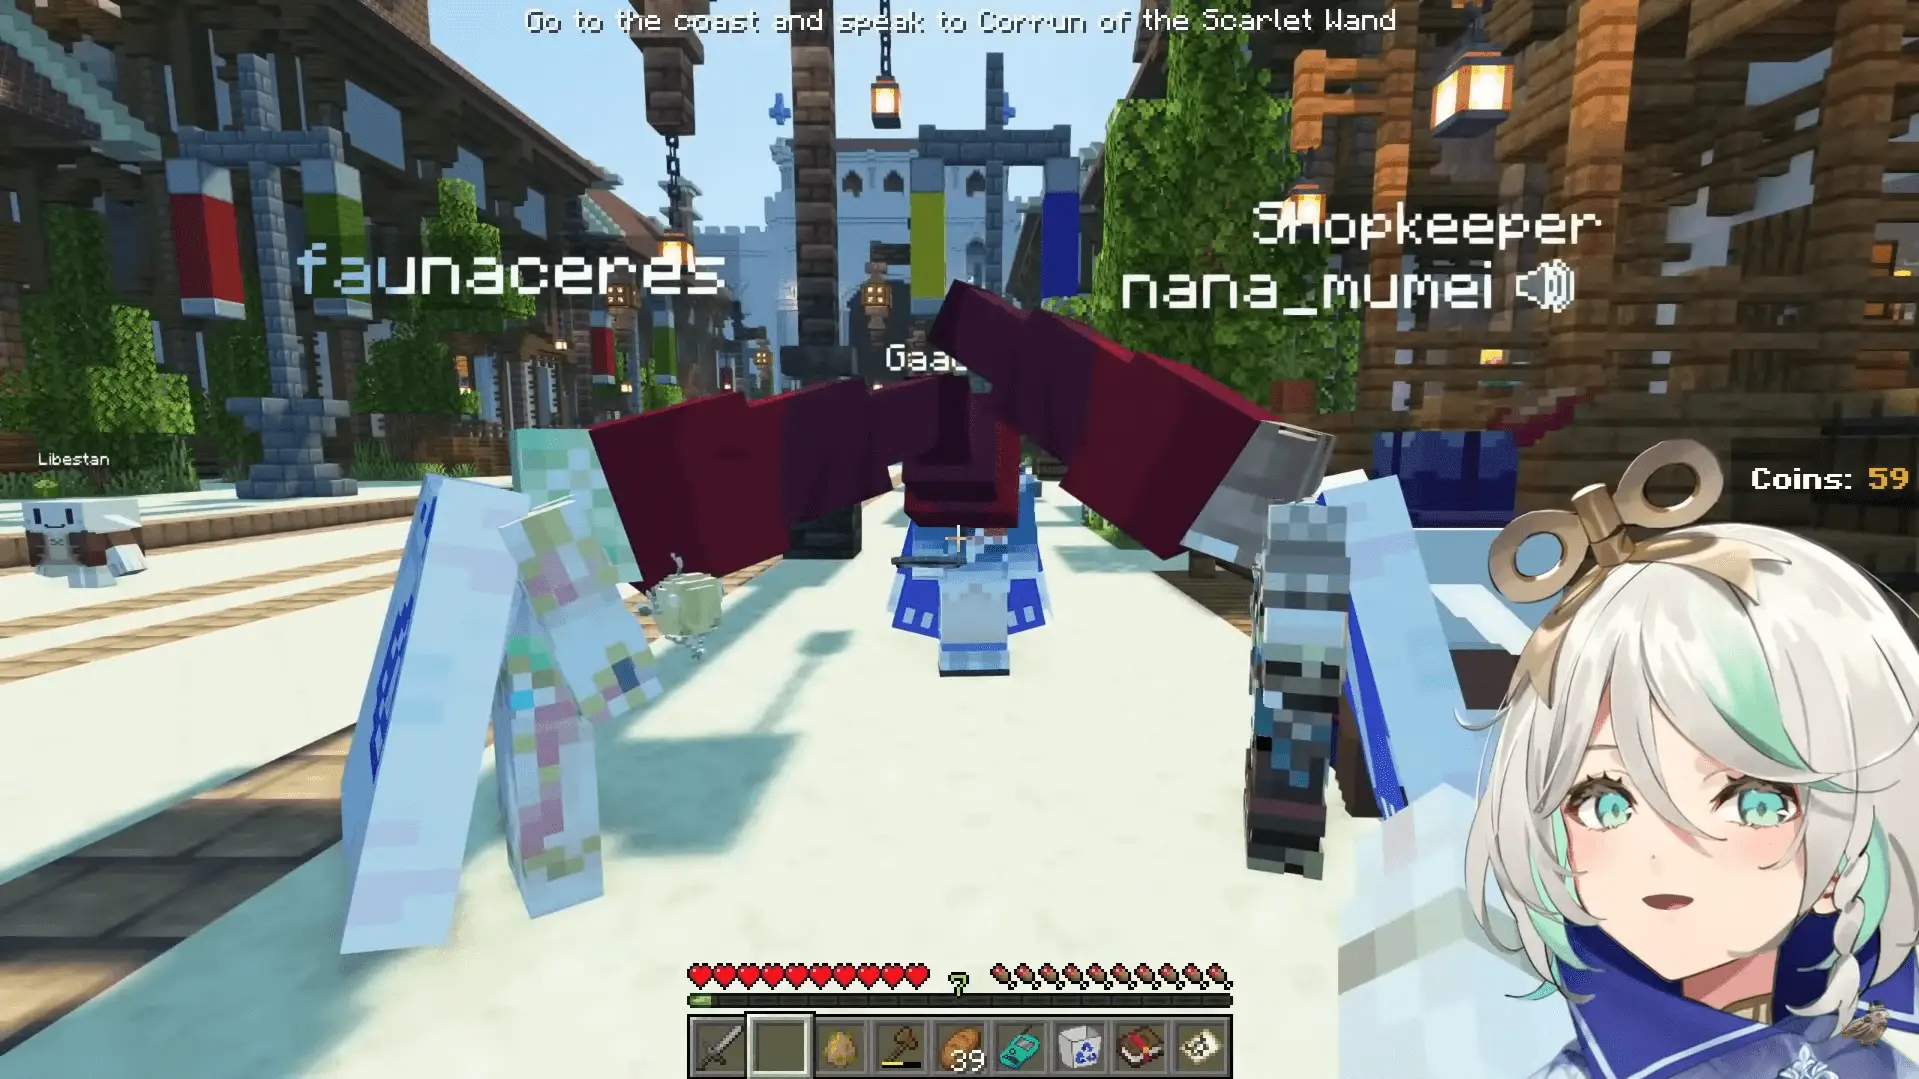 Go to the coast and speak to Corrun of the Scarlet Wand
Shopkeeper
faunaceres
nana_mumei
Libestan
Coins: 59
7
39